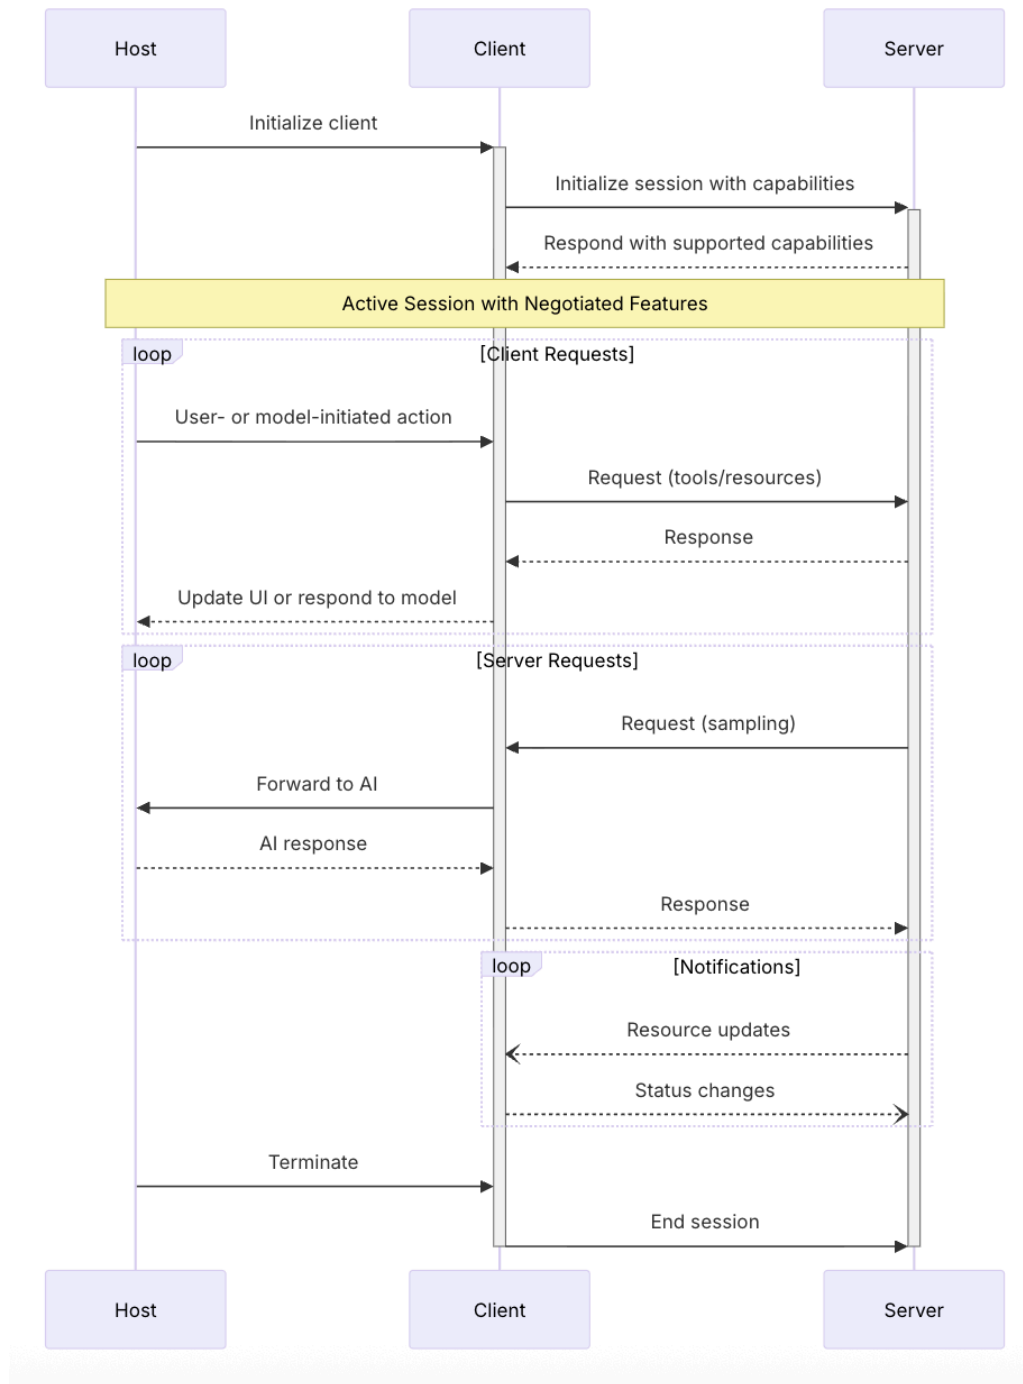 Host
Client
Server
Initialize client
Initialize session with capabilities
Respond with supported capabilities
Active Session with Negotiated Features
loop
[Client Requests]
User- or model-initiated action
Request (tools/resources)
Response
Update UI or respond to model
loop
[Server Requests]
Request (sampling)
Forward to AI
AI response
Response
loop
[Notifications]
Resource updates
Status changes
Terminate
End session
Host
Client
Server